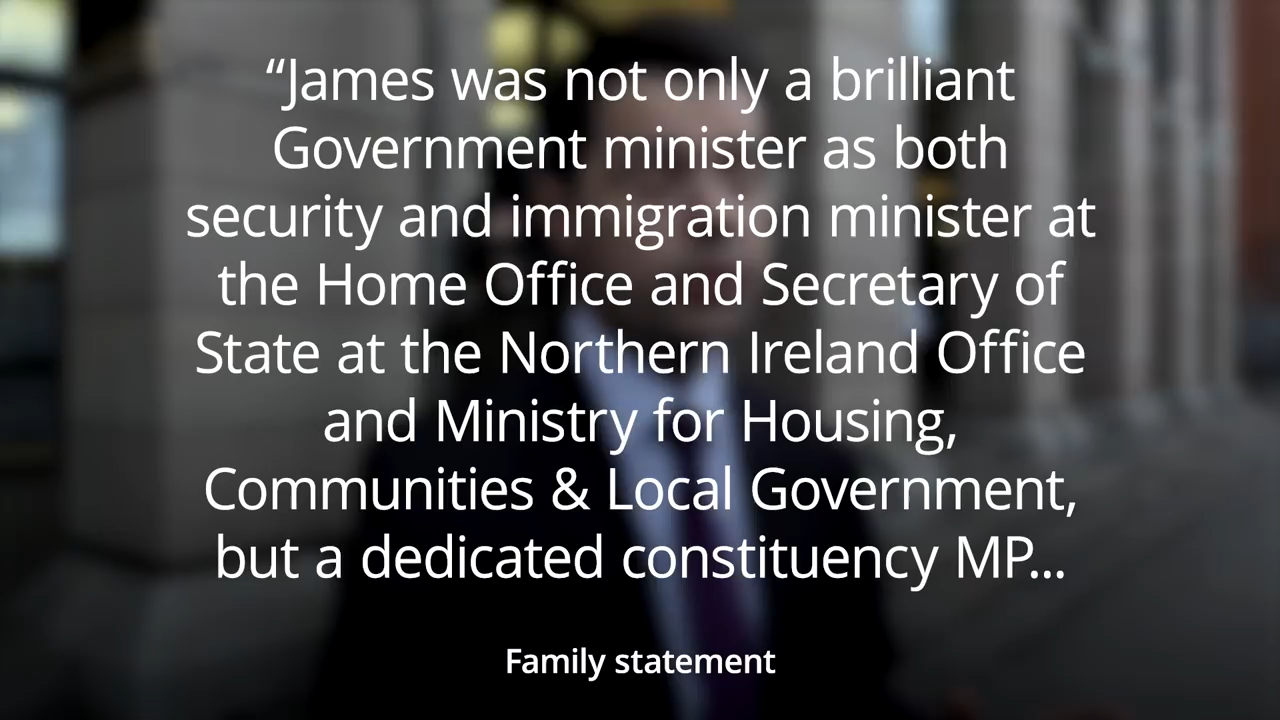 “James was not only a brilliant
Government minister as both
security and immigration minister at
the Home Office and Secretary of
State at the Northern Ireland Office
and Ministry for Housing,
Communities & Local Government,
but a dedicated constituency MP...
Family statement